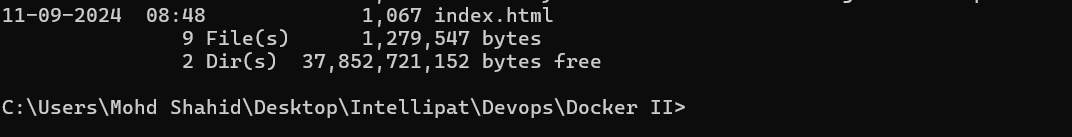 11-09-2024  08:48             1,067 index.html
               9 File(s)      1,279,547 bytes
               2 Dir(s)  37,852,721,152 bytes free
C:\Users\Mohd Shahid\Desktop\Intellipat\Devops\Docker II>